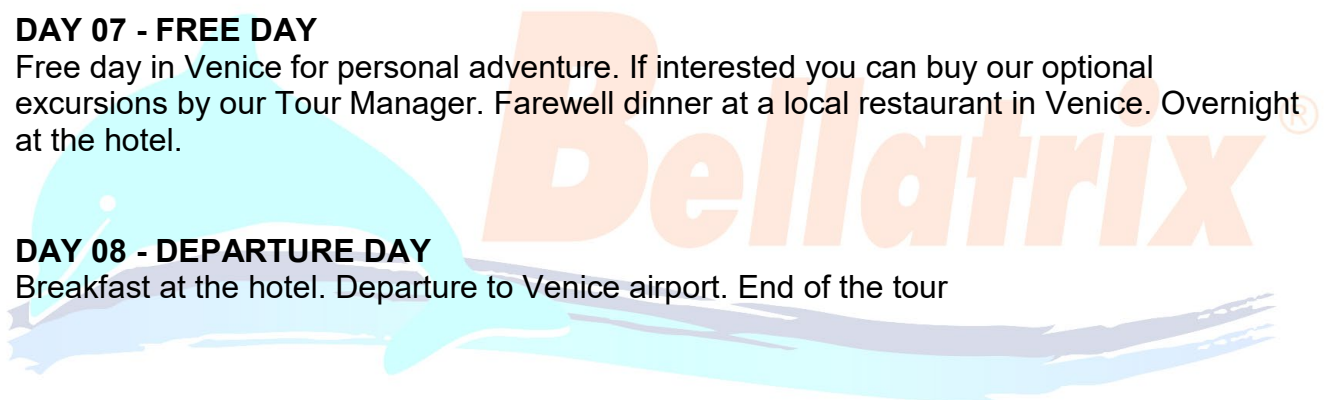 DAY 07 - FREE DAY
Free day in Venice for personal adventure. If interested you can buy our optional
excursions by our Tour Manager. Farewell dinner at a local restaurant in Venice. Overnight
at the hotel.
Bellatrix®
DAY 08 - DEPARTURE DAY
Breakfast at the hotel. Departure to Venice airport. End of the tour